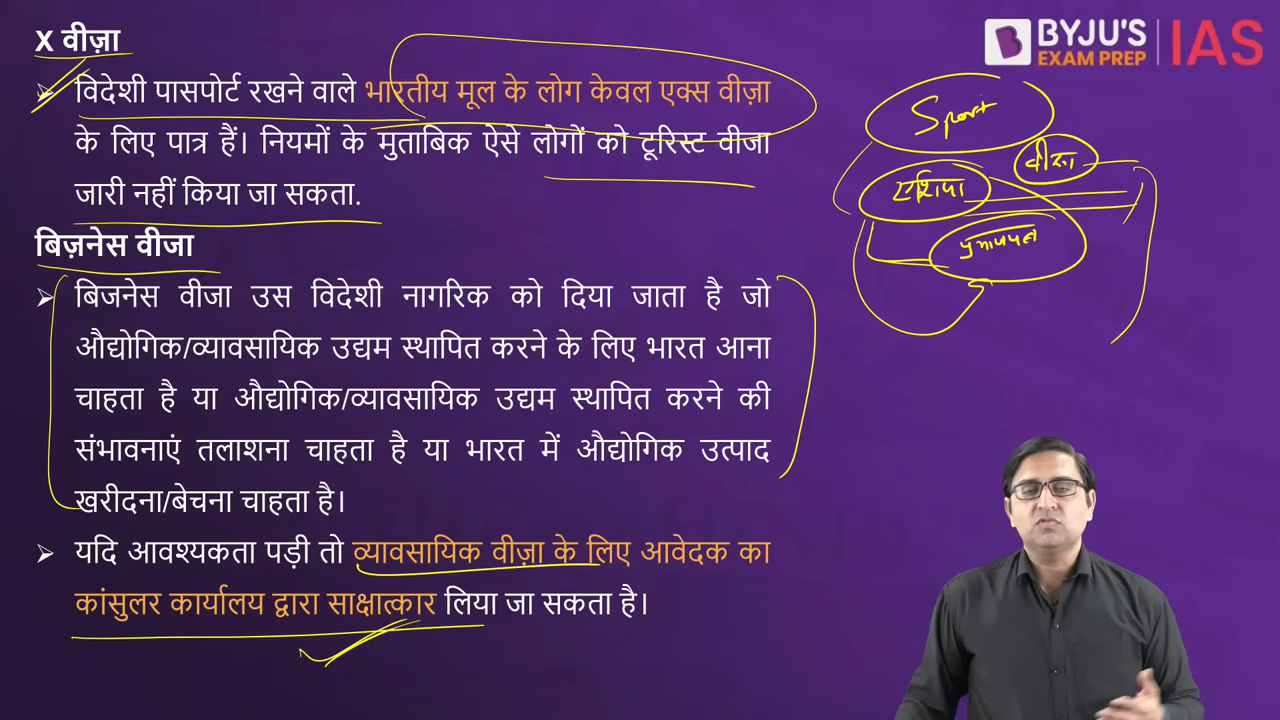 X वीज़ा
विदेशी पासपोर्ट रखने वाले भारतीय मूल के लोग केवल एक्स वीज़ा
के लिए पात्र हैं। नियमों के मुताबिक ऐसे लोगों को टूरिस्ट वीजा
जारी नहीं किया जा सकता.
बिज़नेस वीजा
बिजनेस वीजा उस विदेशी नागरिक को दिया जाता है जो
औद्योगिक/व्यावसायिक उद्यम स्थापित करने के लिए भारत आना
चाहता है या औद्योगिक/व्यावसायिक उद्यम स्थापित करने की
संभावनाएं तलाशना चाहता है या भारत में औद्योगिक उत्पाद
खरीदना/बेचना चाहता है।
यदि आवश्यकता पड़ी तो व्यावसायिक वीज़ा के लिए आवेदक का
कांसुलर कार्यालय द्वारा साक्षात्कार लिया जा सकता है।
BYJU'S
EXAM PREP
IAS
Sport
वीजा
एशिया